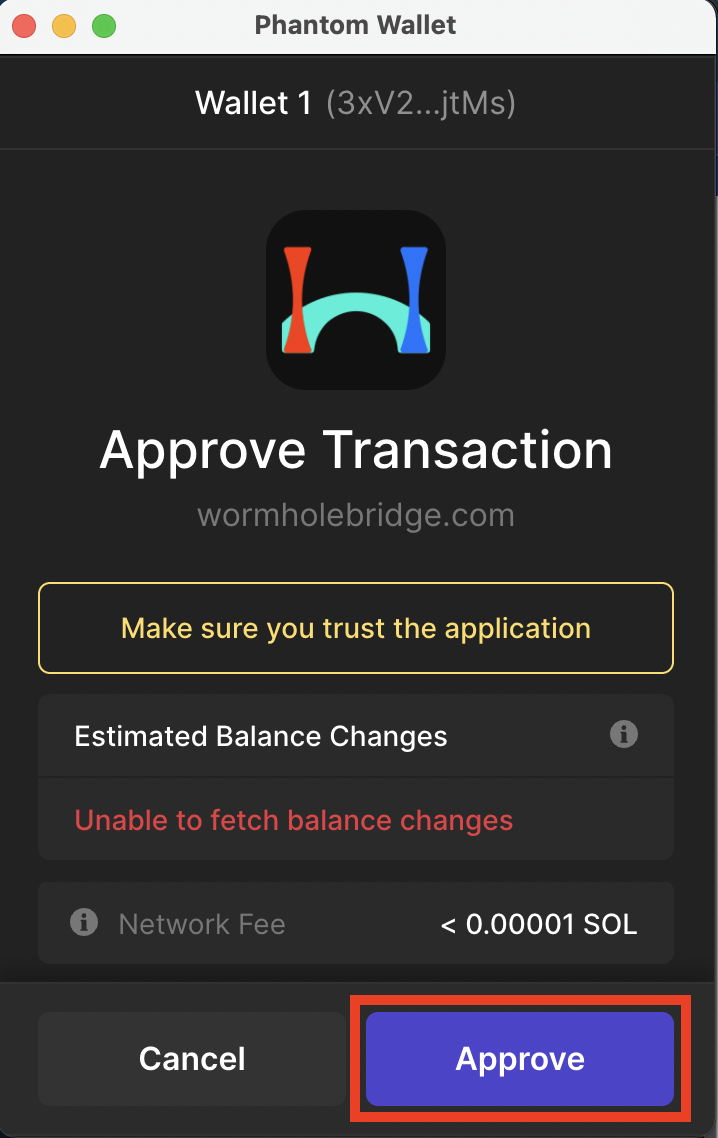 Phantom Wallet
Wallet 1 (3xV2...jtMs)
Approve Transaction
wormholebridge.com
Make sure you trust the application
Estimated Balance Changes
Unable to fetch balance changes
Network Fee < 0.00001 SOL
Cancel Approve